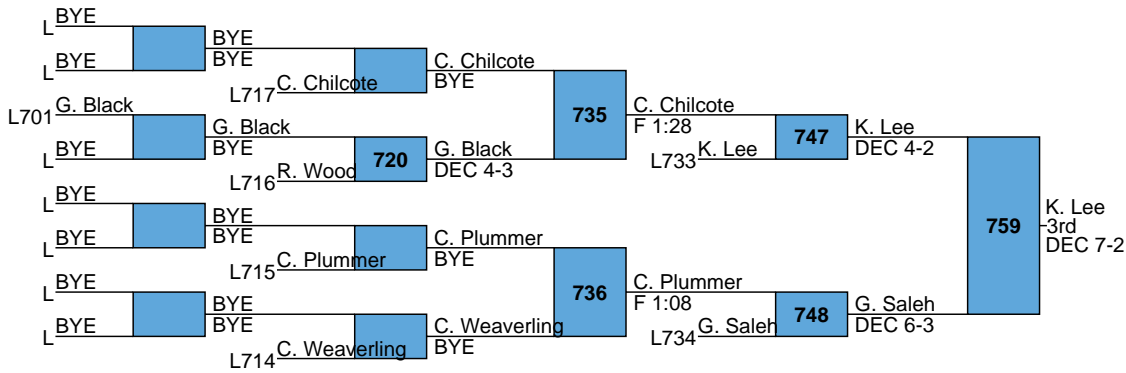 L BYE
BYE
BYE
L BYE
L717 C. Chilcote
C. Chilcote
BYE
L701 G. Black
G. Black
BYE
L BYE
L716 R. Wood
720
G. Black
DEC 4-3
735
C. Chilcote
F 1:28
L733 K. Lee
747
K. Lee
DEC 4-2
L BYE
BYE
BYE
L BYE
L715 C. Plummer
C. Plummer
BYE
L BYE
BYE
BYE
L BYE
L714 C. Weaverling
C. Weaverling
BYE
736
C. Plummer
F 1:08
L734 G. Saleh
748
G. Saleh
DEC 6-3
759
K. Lee
3rd
DEC 7-2